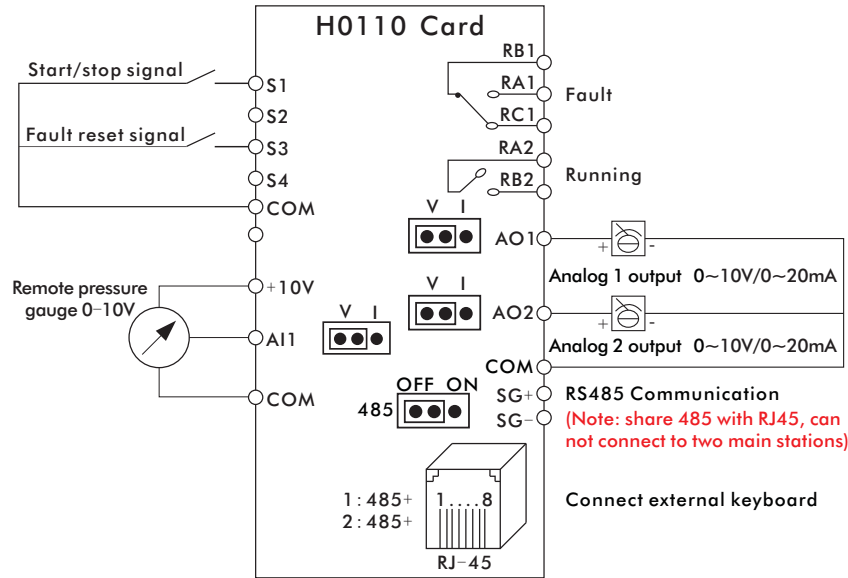 H0110 Card
Start/stop signal
S1
S2
Fault reset signal
S3
S4
COM
Remote pressure
gauge 0-10V
+10V
AI1
COM
V I
RB1
RA1
RC1
Fault
RA2
RB2
Running
V I
AO1
+ -
Analog 1 output 0~10V/0~20mA
V I
AO2
+ -
Analog 2 output 0~10V/0~20mA
COM
OFF ON
485
SG+
SG-
RS485 Communication
(Note: share 485 with RJ45, can
not connect to two main stations)
1:485+
2:485+
1....8
RJ-45
Connect external keyboard